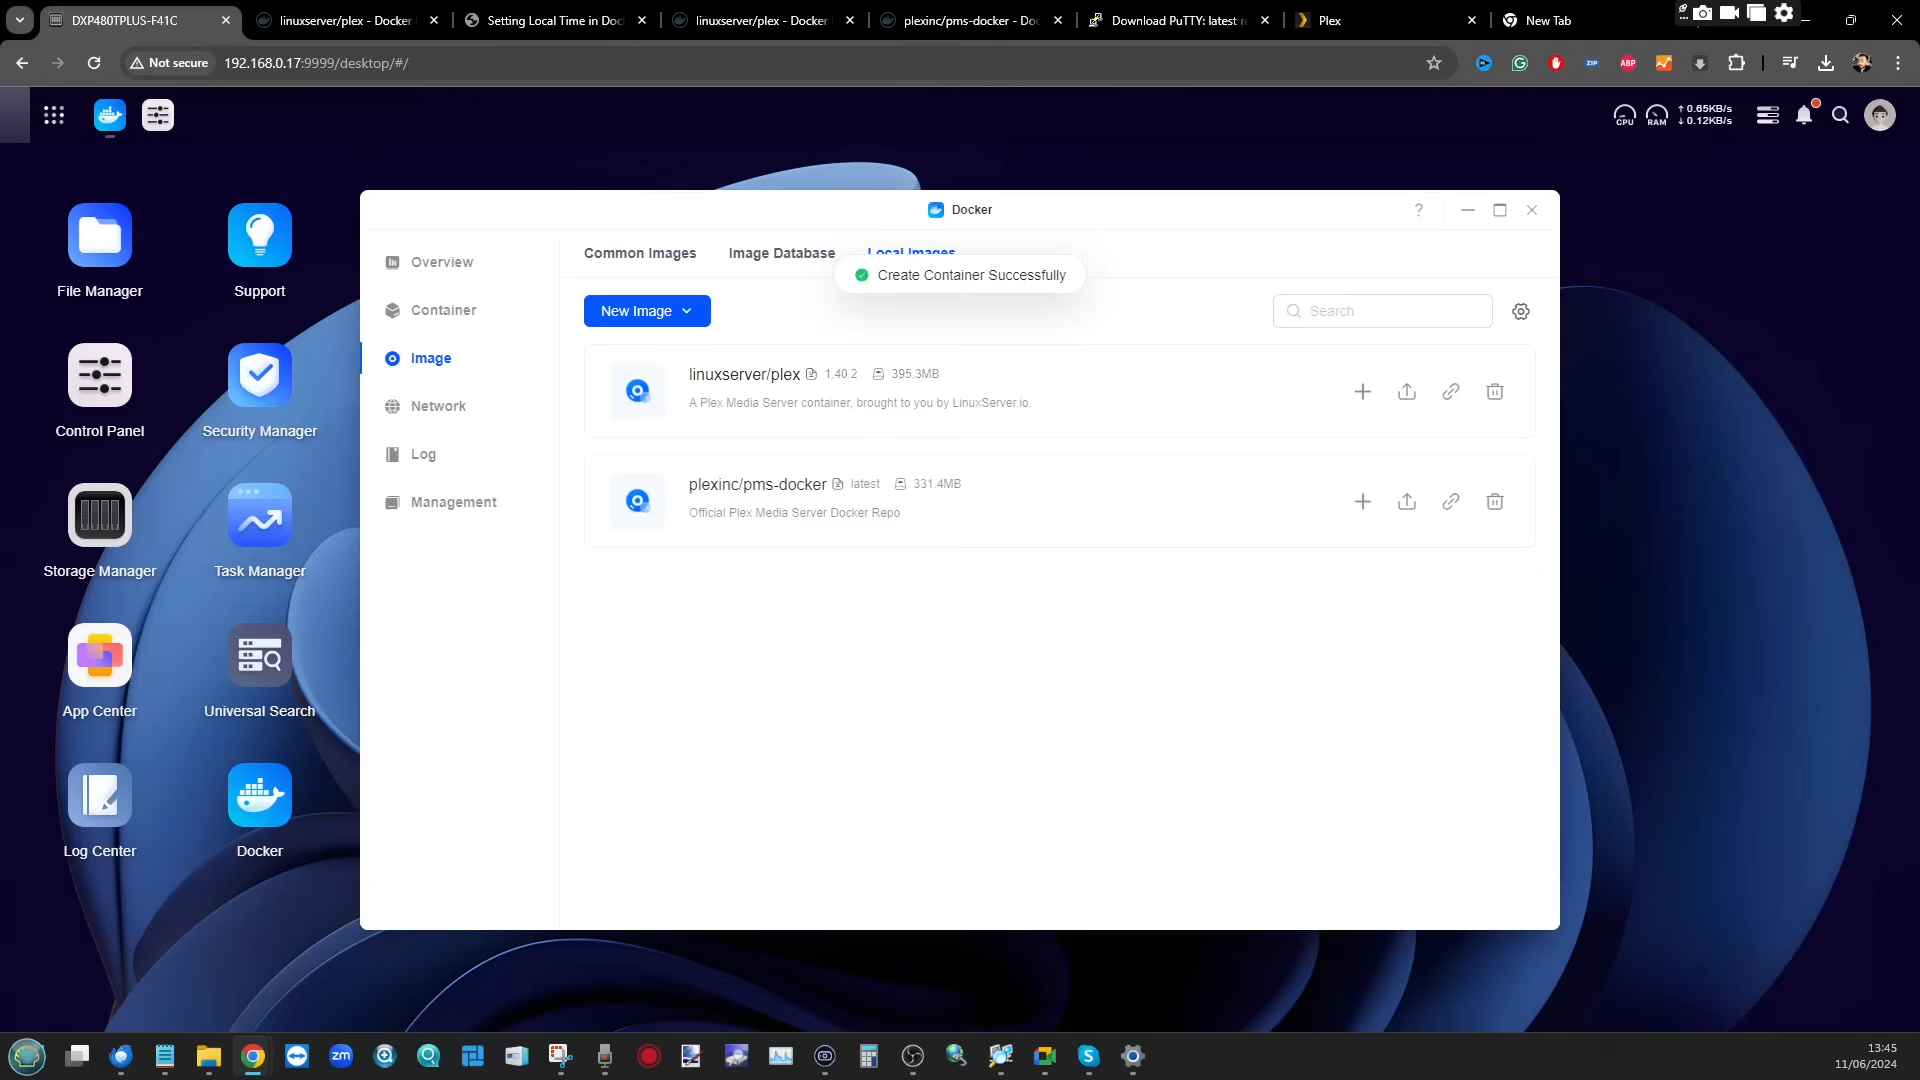 DXP480TPLUS-F41C
linuxserver/plex - Docker
Setting Local Time in Doc
linuxserver/plex - Docker
plexinc/pms-docker - Do
Download PuTTY: latest re
Plex
New Tab
Not secure
192.168.0.17:9999/desktop/#/
ZIP
ABP
CPU
RAM
↑ 0.65KB/s
↓ 0.12KB/s
File Manager
Support
Control Panel
Security Manager
Storage Manager
Task Manager
App Center
Universal Search
Log Center
Docker
Docker
?
Overview
Container
Image
Network
Log
Management
Common Images
Image Database
Local Images
Create Container Successfully
New Image
Search
linuxserver/plex 1.40.2 395.3MB
A Plex Media Server container, brought to you by LinuxServer.io.
plexinc/pms-docker latest 331.4MB
Official Plex Media Server Docker Repo
zm
13:45
11/06/2024